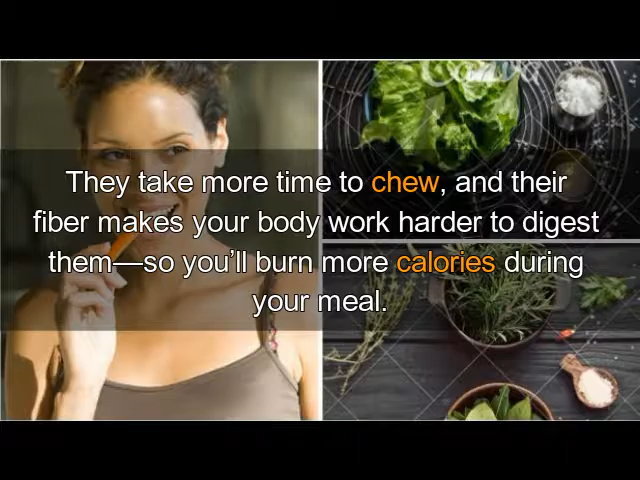 They take more time to chew, and their
fiber makes your body work harder to digest
them—so you’ll burn more calories during
your meal.